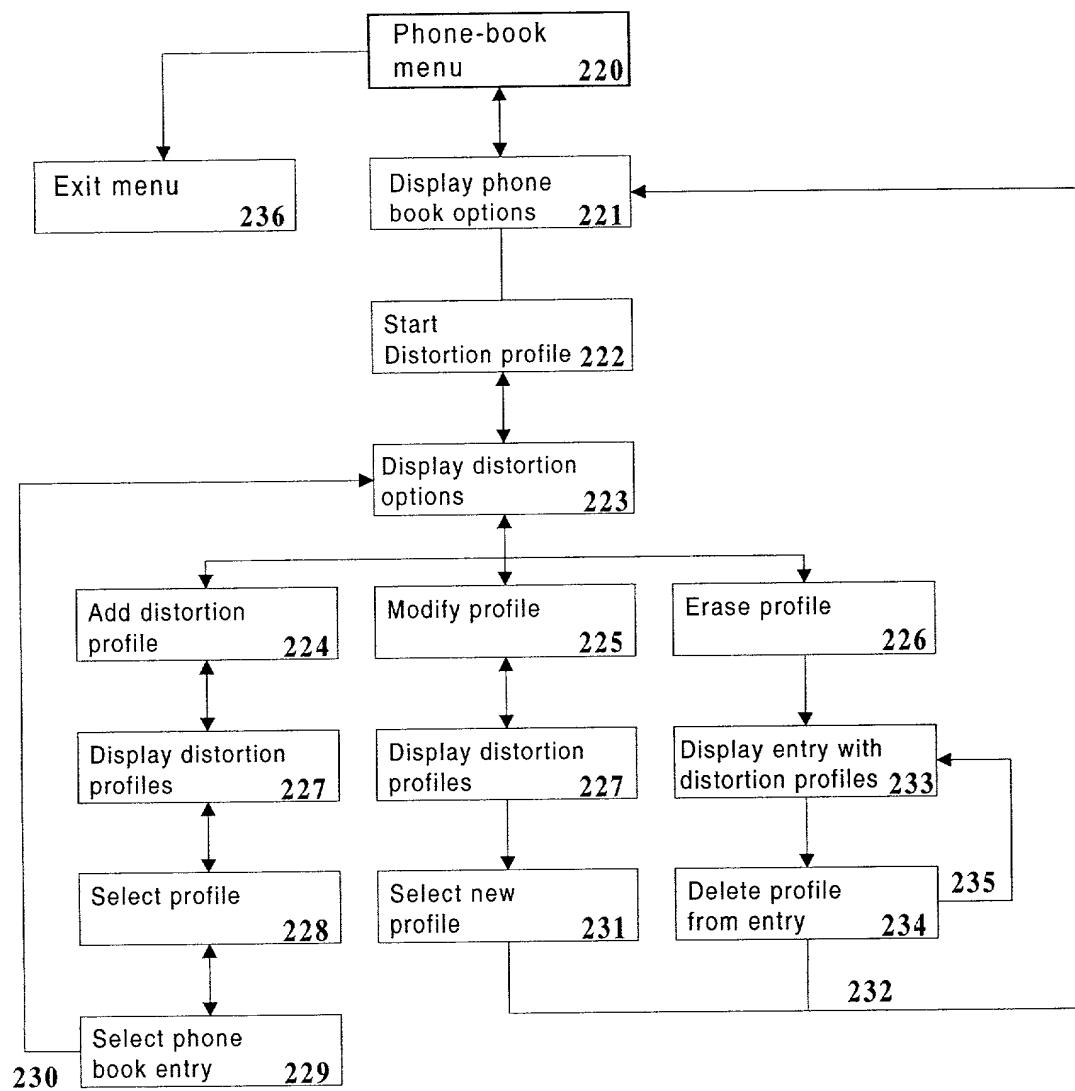 Phone-book
menu 220
Exit menu
236
Display phone
book options 221
Start
Distortion profile 222
Display distortion
options 223
Add distortion
profile 224
Modify profile
225
Erase profile
226
Display distortion
profiles 227
Display distortion
profiles 227
Display entry with
distortion profiles 233
Select profile
228
Select new
profile 231
Delete profile
from entry 234
235
232
Select phone
book entry 229
230